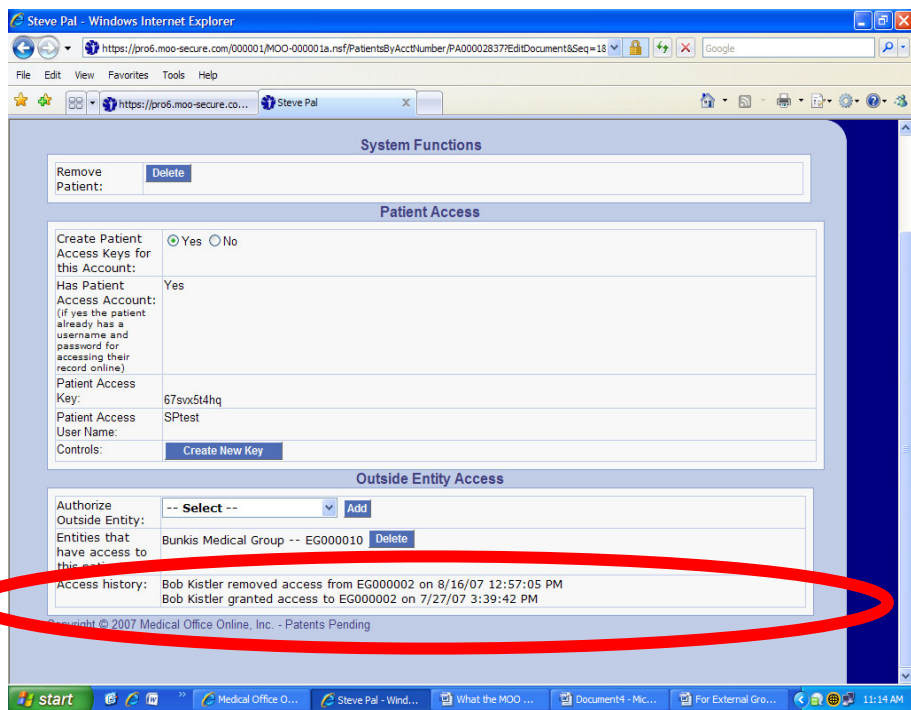 Steve Pal - Windows Internet Explorer
https://pro6.moo-secure.com/000001/MOO-000001a.nsf/PatientsByAcctNumber/PA00002837?EditDocument&Seq=18
Google
File Edit View Favorites Tools Help
https://pro6.moo-secure.co... Steve Pal
System Functions
Remove Patient: Delete
Patient Access
Create Patient
Access Keys for
this Account:
Yes No
Has Patient
Access Account:
(if yes the patient
already has a
username and
password for
accessing their
record online)
Yes
Patient Access
Key:
67svx5t4hq
Patient Access
User Name:
SPtest
Controls: Create New Key
Outside Entity Access
Authorize
Outside Entity:
-- Select -- Add
Entities that
have access to
this
Bunkis Medical Group -- EG000010 Delete
Access history:
Bob Kistler removed access from EG000002 on 8/16/07 12:57:05 PM
Bob Kistler granted access to EG000002 on 7/27/07 3:39:42 PM
Copyright © 2007 Medical Office Online, Inc. - Patents Pending
start Medical Office O... Steve Pal - Wind... What the MOO ... Document4 - Mic... For External Gro... 11:14 AM